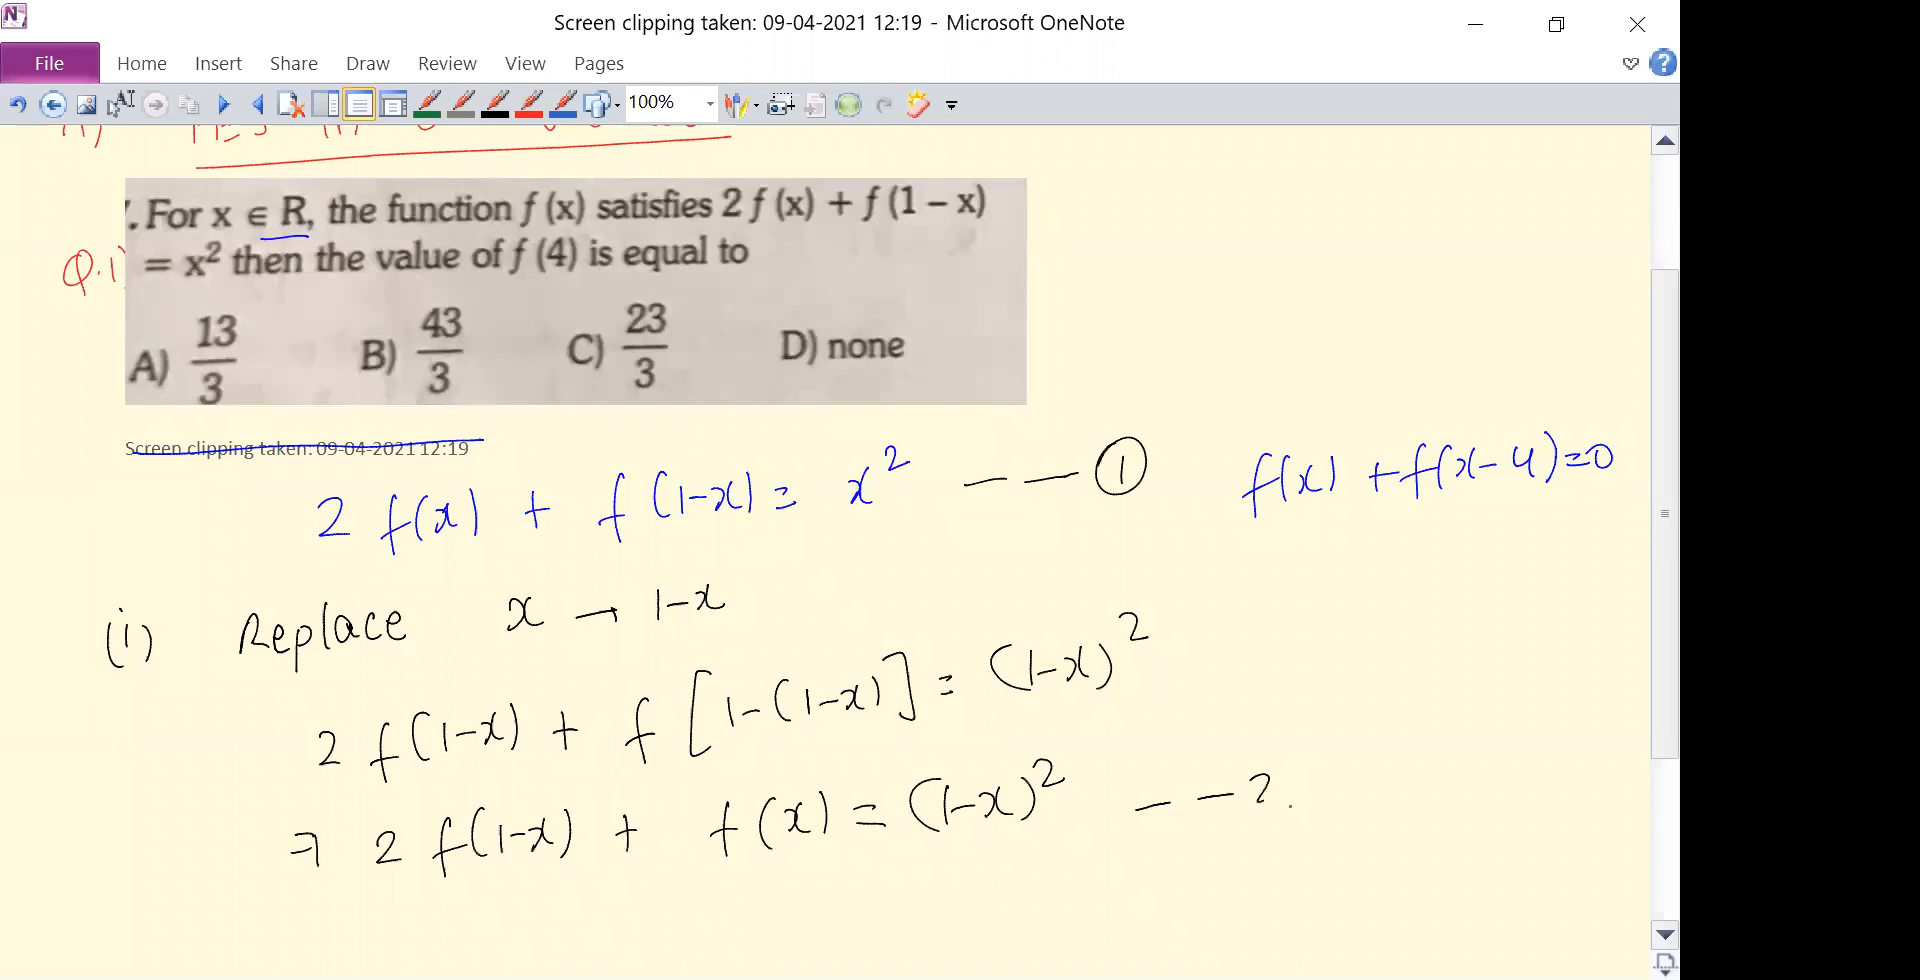 Screen clipping taken: 09-04-2021 12:19 - Microsoft OneNote
File Home Insert Share Draw Review View Pages
100%
. For x ∈ R, the function f (x) satisfies 2 f (x) + f (1 – x)
= x² then the value of f (4) is equal to
Q.1)
A) 13/3 B) 43/3 C) 23/3 D) none
Screen clipping taken: 09-04-2021 12:19
2 f(x) + f(1-x) = x² -- ①
f(x) + f(x-4)=0
(i) Replace x → 1-x
2 f(1-x) + f[1-(1-x)] = (1-x)²
⇒ 2 f(1-x) + f(x) = (1-x)² -- 2.